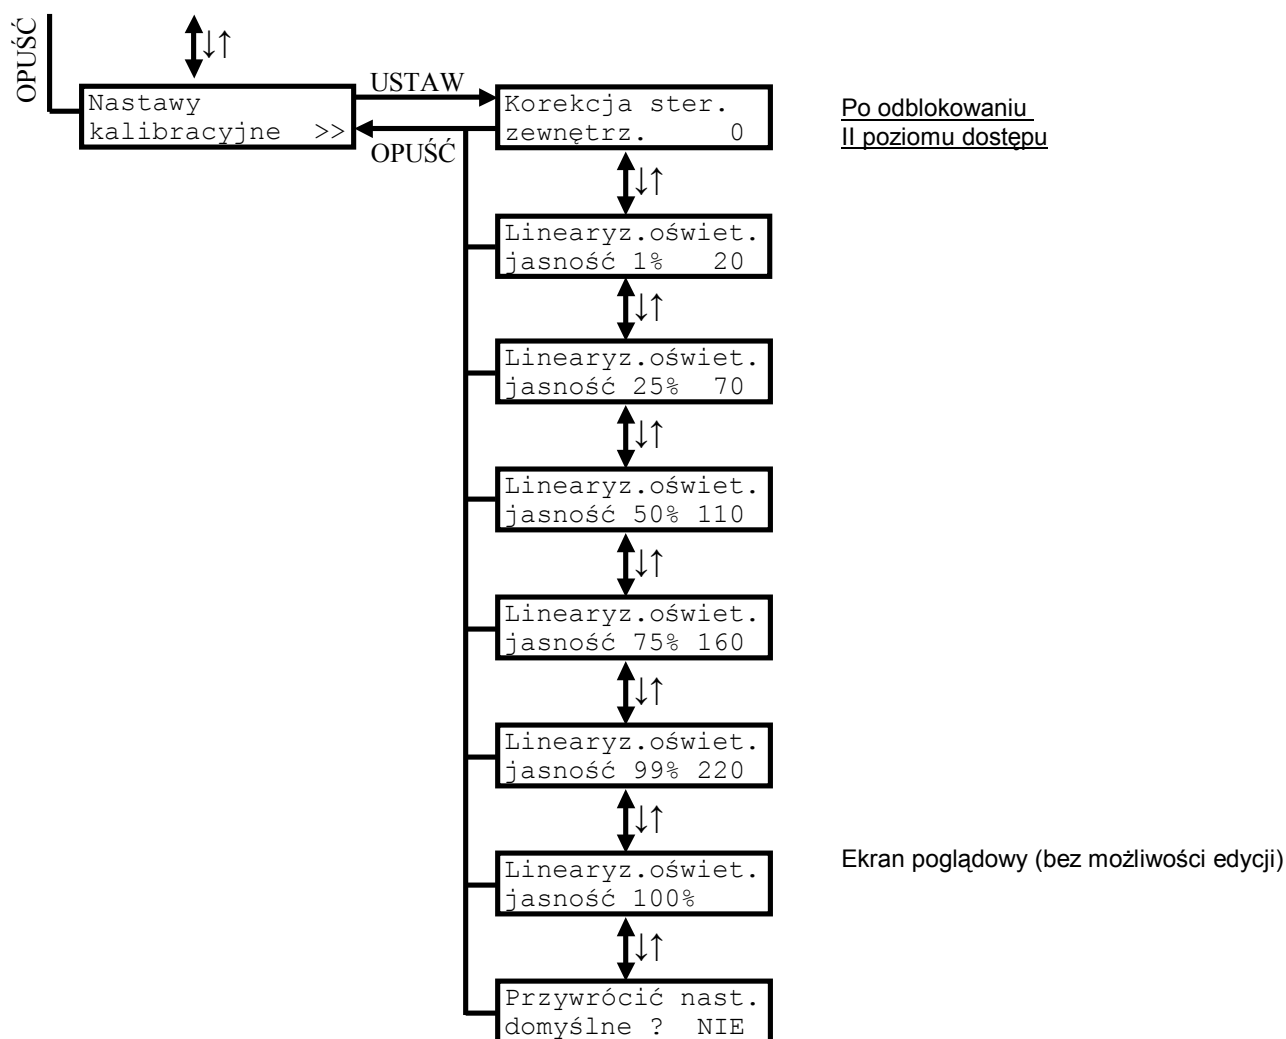 OPUŚĆ
↓↑
Nastawy
kalibracyjne >>
USTAW
OPUŚĆ
Korekcja ster.
zewnętrz. 0
Po odblokowaniu
II poziomu dostępu
↓↑
Linearyz.oświet.
jasność 1% 20
↓↑
Linearyz.oświet.
jasność 25% 70
↓↑
Linearyz.oświet.
jasność 50% 110
↓↑
Linearyz.oświet.
jasność 75% 160
↓↑
Linearyz.oświet.
jasność 99% 220
↓↑
Linearyz.oświet.
jasność 100%
Ekran poglądowy (bez możliwości edycji)
↓↑
Przywrócić nast.
domyślne ? NIE